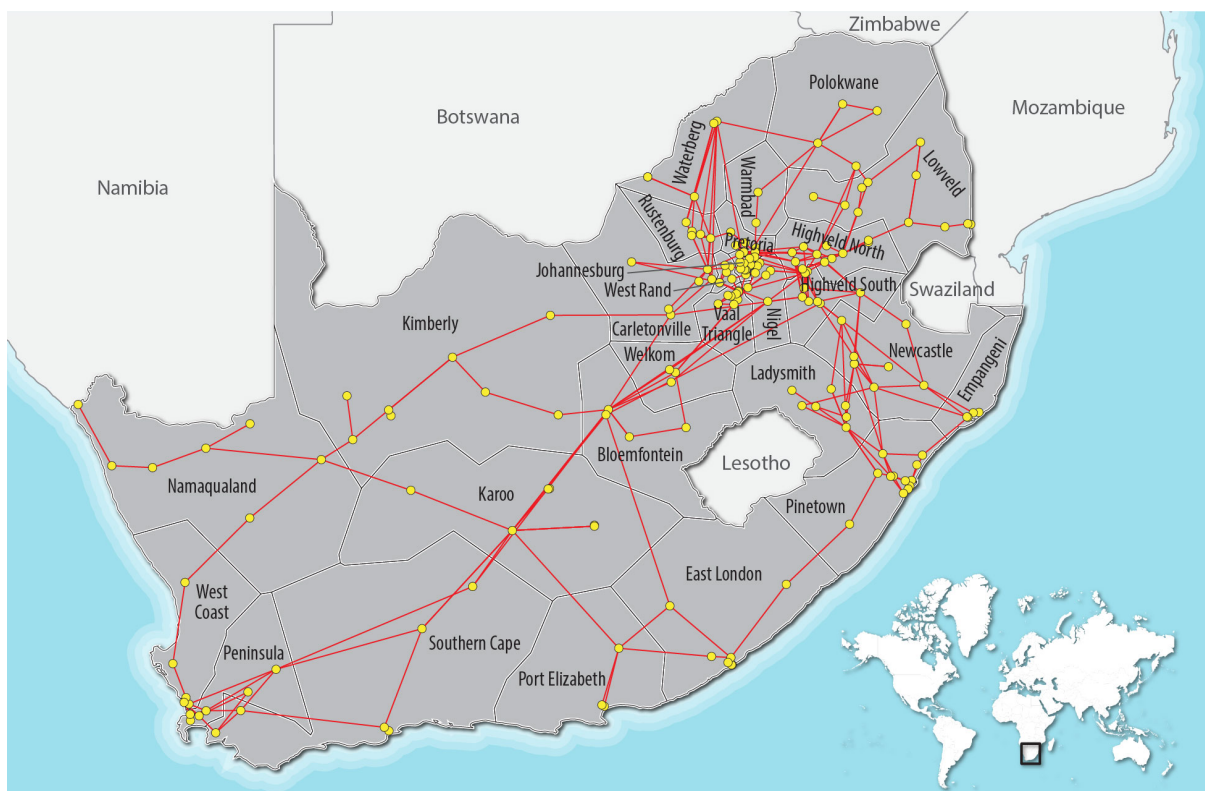 Zimbabwe
Polokwane
Mozambique
Botswana
Waterberg
Warmbad
Lowveld
Namibia
Rustenburg
Pretoria
Highveld North
Johannesburg
West Rand
Highveld South
Swaziland
Kimberly
Carletonville
Vaal
Triangle
Nigel
Newcastle
Welkom
Ladysmith
Empangeni
Bloemfontein
Lesotho
Namaqualand
Karoo
Pinetown
East London
West
Coast
Southern Cape
Peninsula
Port Elizabeth